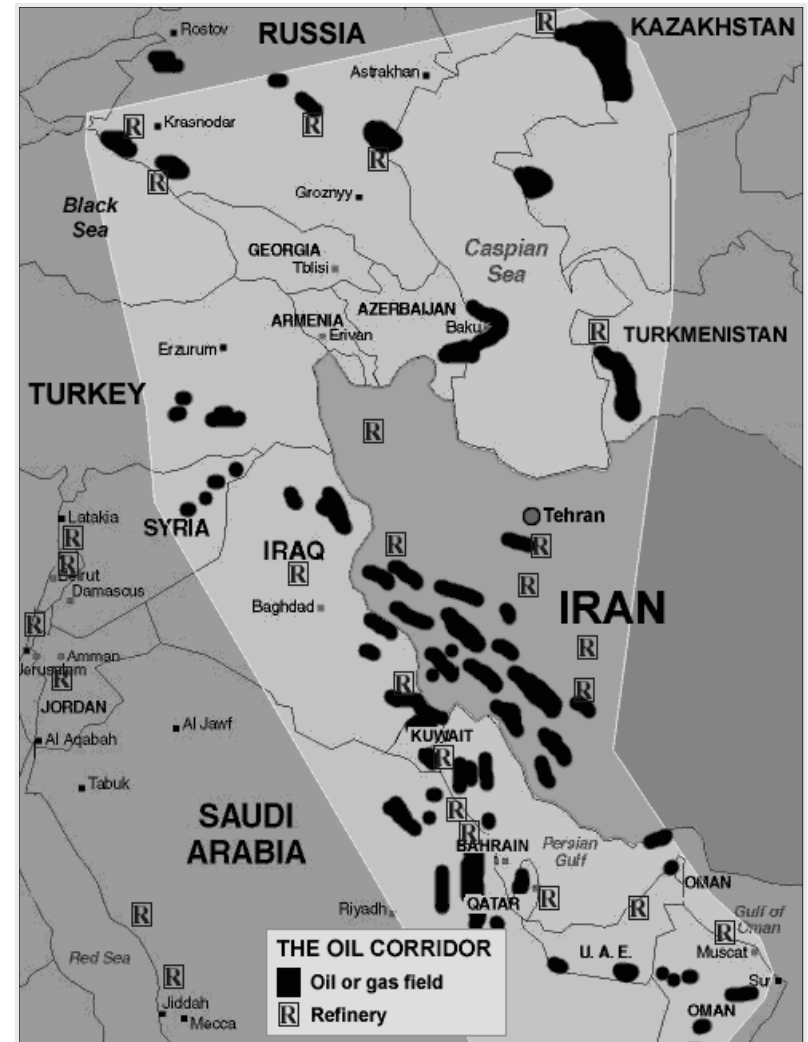 Rostov
RUSSIA
R
KAZAKHSTAN
Astrakhan
R
Krasnodar
R
R
R
Groznyy
Black
Sea
GEORGIA
Tblisi
Caspian
Sea
AZERBAIJAN
ARMENIA
Baku
Erivan
R
TURKMENISTAN
Erzurum
TURKEY
R
Latakia
SYRIA
Tehran
R
R
R
IRAQ
R
R
Beirut
R
Damascus
Baghdad
IRAN
R
R
Jerusalem
Amman
R
R
R
JORDAN
Al Aqabah
Al Jawf
KUWAIT
R
Tabuk
SAUDI
ARABIA
R
R
BAHRAIN
Persian
Gulf
OMAN
QATAR
R
R
Riyadh
R
Gulf of
Oman
R
Muscat
U. A. E.
Red Sea
R
Sur
OMAN
Jiddah
Mecca
THE OIL CORRIDOR
Oil or gas field
R Refinery